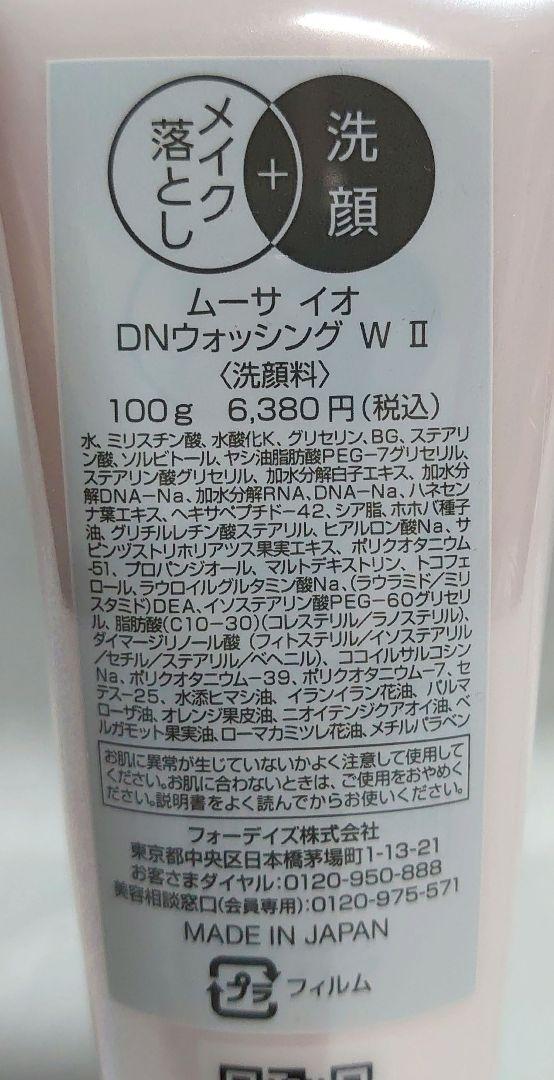 メイク
落とし
+
洗顔
ムーサ イオ
DNウォッシング W Ⅱ
〈洗顔料〉
100g 6,380円(税込)
水、ミリスチン酸、水酸化K、グリセリン、BG、ステアリ
ン酸、ソルビトール、ヤシ油脂肪酸PEG-7グリセリル、
ステアリン酸グリセリル、加水分解白子エキス、加水分
解DNA-Na、加水分解RNA、DNA-Na、ハネセン
ナ葉エキス、ヘキサペプチド-42、シア脂、ホホバ種子
油、グリチルレチン酸ステアリル、ヒアルロン酸Na、サ
ピンヅストリホリアツス果実エキス、ポリクオタニウム
-51、プロパンジオール、マルトデキストリン、トコフェ
ロール、ラウロイルグルタミン酸Na、(ラウラミド/ミリ
スタミド)DEA、イソステアリン酸PEG-60グリセリ
ル、脂肪酸(C10-30)(コレステリル/ラノステリル)、
ダイマージリノール酸(フィトステリル/イソステアリル
/セチル/ステアリル/ベヘニル)、ココイルサルコシン
Na、ポリクオタニウム-39、ポリクオタニウム-7、セ
テス-25、水添ヒマシ油、イランイラン花油、パルマ
ローザ油、オレンジ果皮油、ニオイテンジクアオイ油、ベ
ルガモット果実油、ローマカミツレ花油、メチルパラベン
お肌に異常が生じていないかよく注意して使用して
ください。お肌に合わないときは、ご使用をおやめく
ださい。説明書をよく読んでからお使いください。
フォーデイズ株式会社
東京都中央区日本橋茅場町1-13-21
お客さまダイヤル:0120-950-888
美容相談窓口(会員専用):0120-975-571
MADE IN JAPAN
プラ フィルム